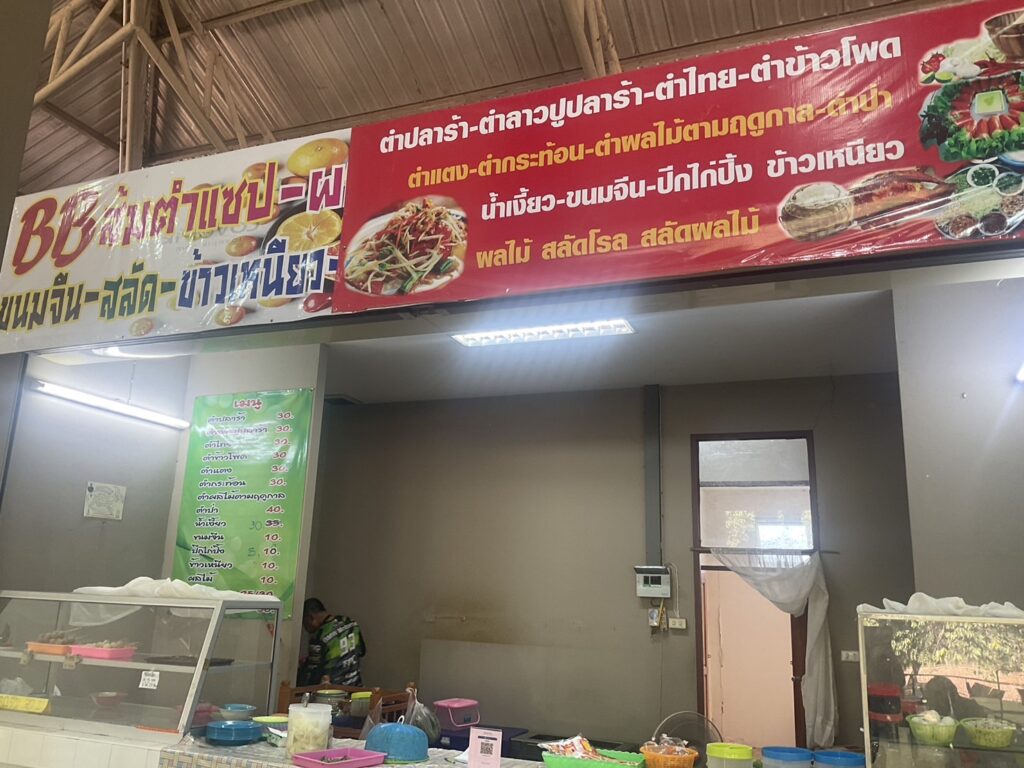 BB ส้มตำแซป-ผ
ขนมจีน-สลัด-ข้าวเหนียว-
ตำปลาร้า-ตำลาวปูปลาร้า-ตำไทย-ตำข้าวโพด
ตำแตง-ตำกระท้อน-ตำผลไม้ตามฤดูกาล-ตำป่า
น้ำเงี้ยว-ขนมจีน-ปีกไก่ปิ้ง ข้าวเหนียว
ผลไม้ สลัดโรล สลัดผลไม้
เมนู
ตำปลาร้า 30.
30.
ตำไทย 30.
ตำข้าวโพด 30
ตำแตง 30.
ตำกระท้อน 30.
ตำผลไม้ตามฤดูกาล
ตำป่า 40.
น้ำเงี้ยว 30 35.
ขนมจีน 10.
ปีกไก่ปิ้ง 10.
ข้าวเหนียว 10.
ผลไม้ 10.